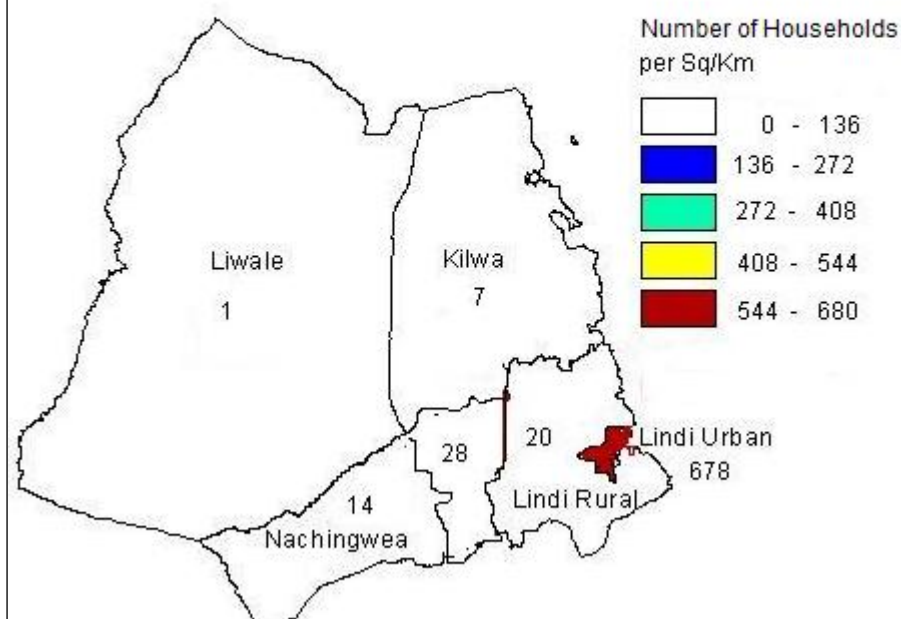 Number of Households
per Sq/Km
0 - 136
136 - 272
272 - 408
408 - 544
544 - 680
Liwale
1
Kilwa
7
28
20
Lindi Urban
678
Lindi Rural
14
Nachingwea